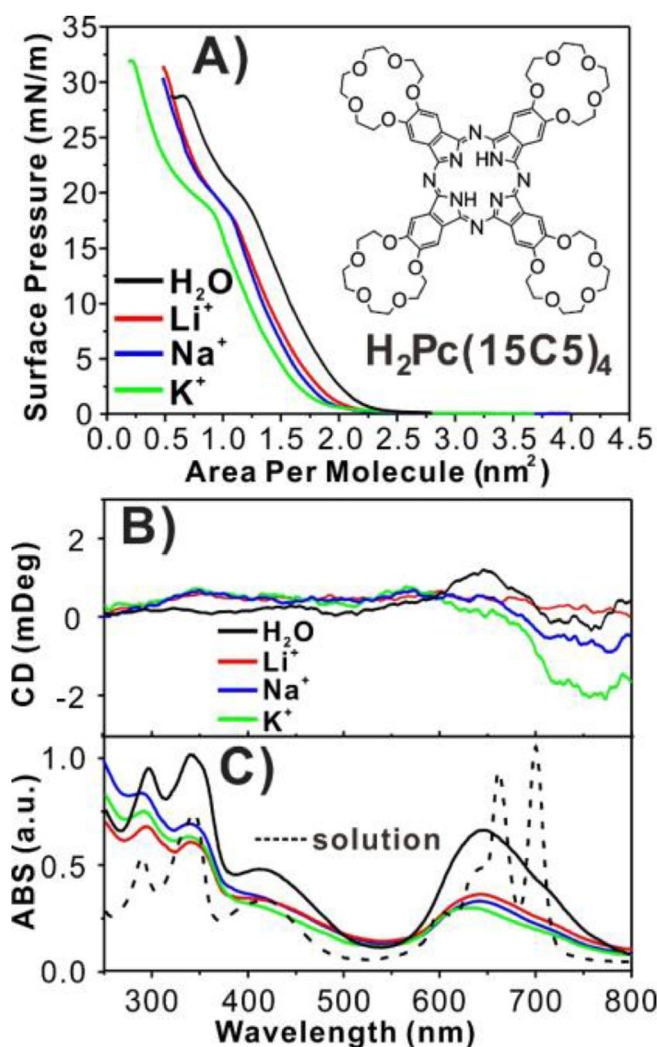 A)
Surface Pressure (mN/m)
35
30
25
20
15
10
5
0
H₂O
Li⁺
Na⁺
K⁺
O O O O O O
O O O O
N
N HN
N N
NH N
N
O O O O
O O O O O O
H₂Pc(15C5)₄
0.0 0.5 1.0 1.5 2.0 2.5 3.0 3.5 4.0 4.5
Area Per Molecule (nm²)
B)
CD (mDeg)
2
0
-2
H₂O
Li⁺
Na⁺
K⁺
C)
ABS (a.u.)
1.0
0.5
0.0
solution
300 400 500 600 700 800
Wavelength (nm)